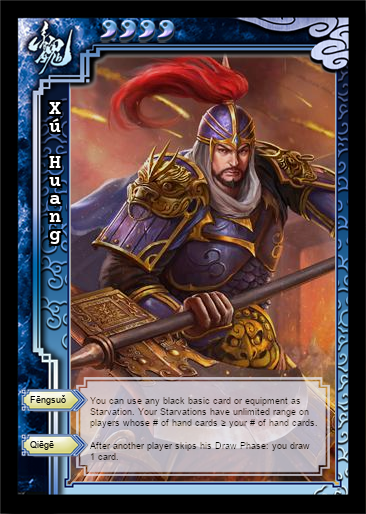 Xú Huang
Fēngsuǒ
You can use any black basic card or equipment as
Starvation. Your Starvations have unlimited range on
players whose # of hand cards ≥ your # of hand cards.
Qiēgē
After another player skips his Draw Phase: you draw
1 card.